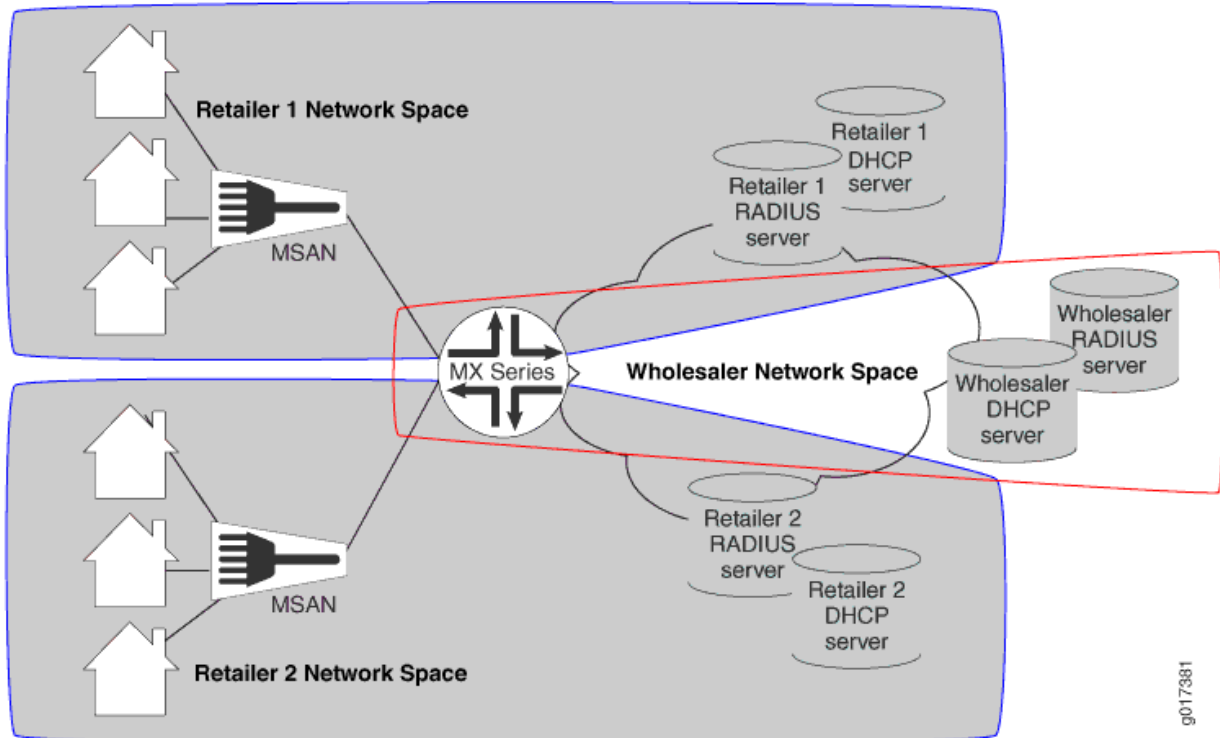 Retailer 1 Network Space
Retailer 1
DHCP
server
Retailer 1
RADIUS
server
MSAN
Wholesaler
RADIUS
server
MX Series
Wholesaler Network Space
Wholesaler
DHCP
server
Retailer 2
RADIUS
server
Retailer 2
DHCP
server
MSAN
Retailer 2 Network Space
g017381